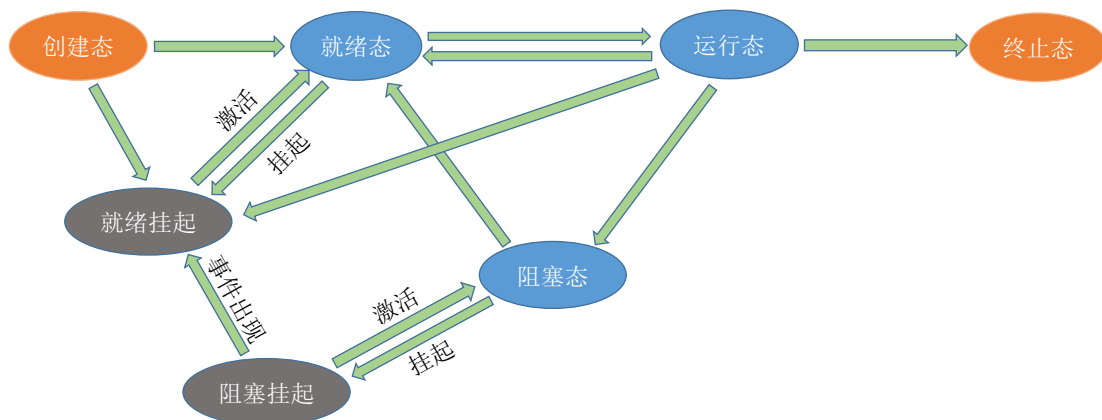 创建态
就绪态
运行态
终止态
激活
挂起
就绪挂起
事件出现
阻塞态
激活
挂起
阻塞挂起